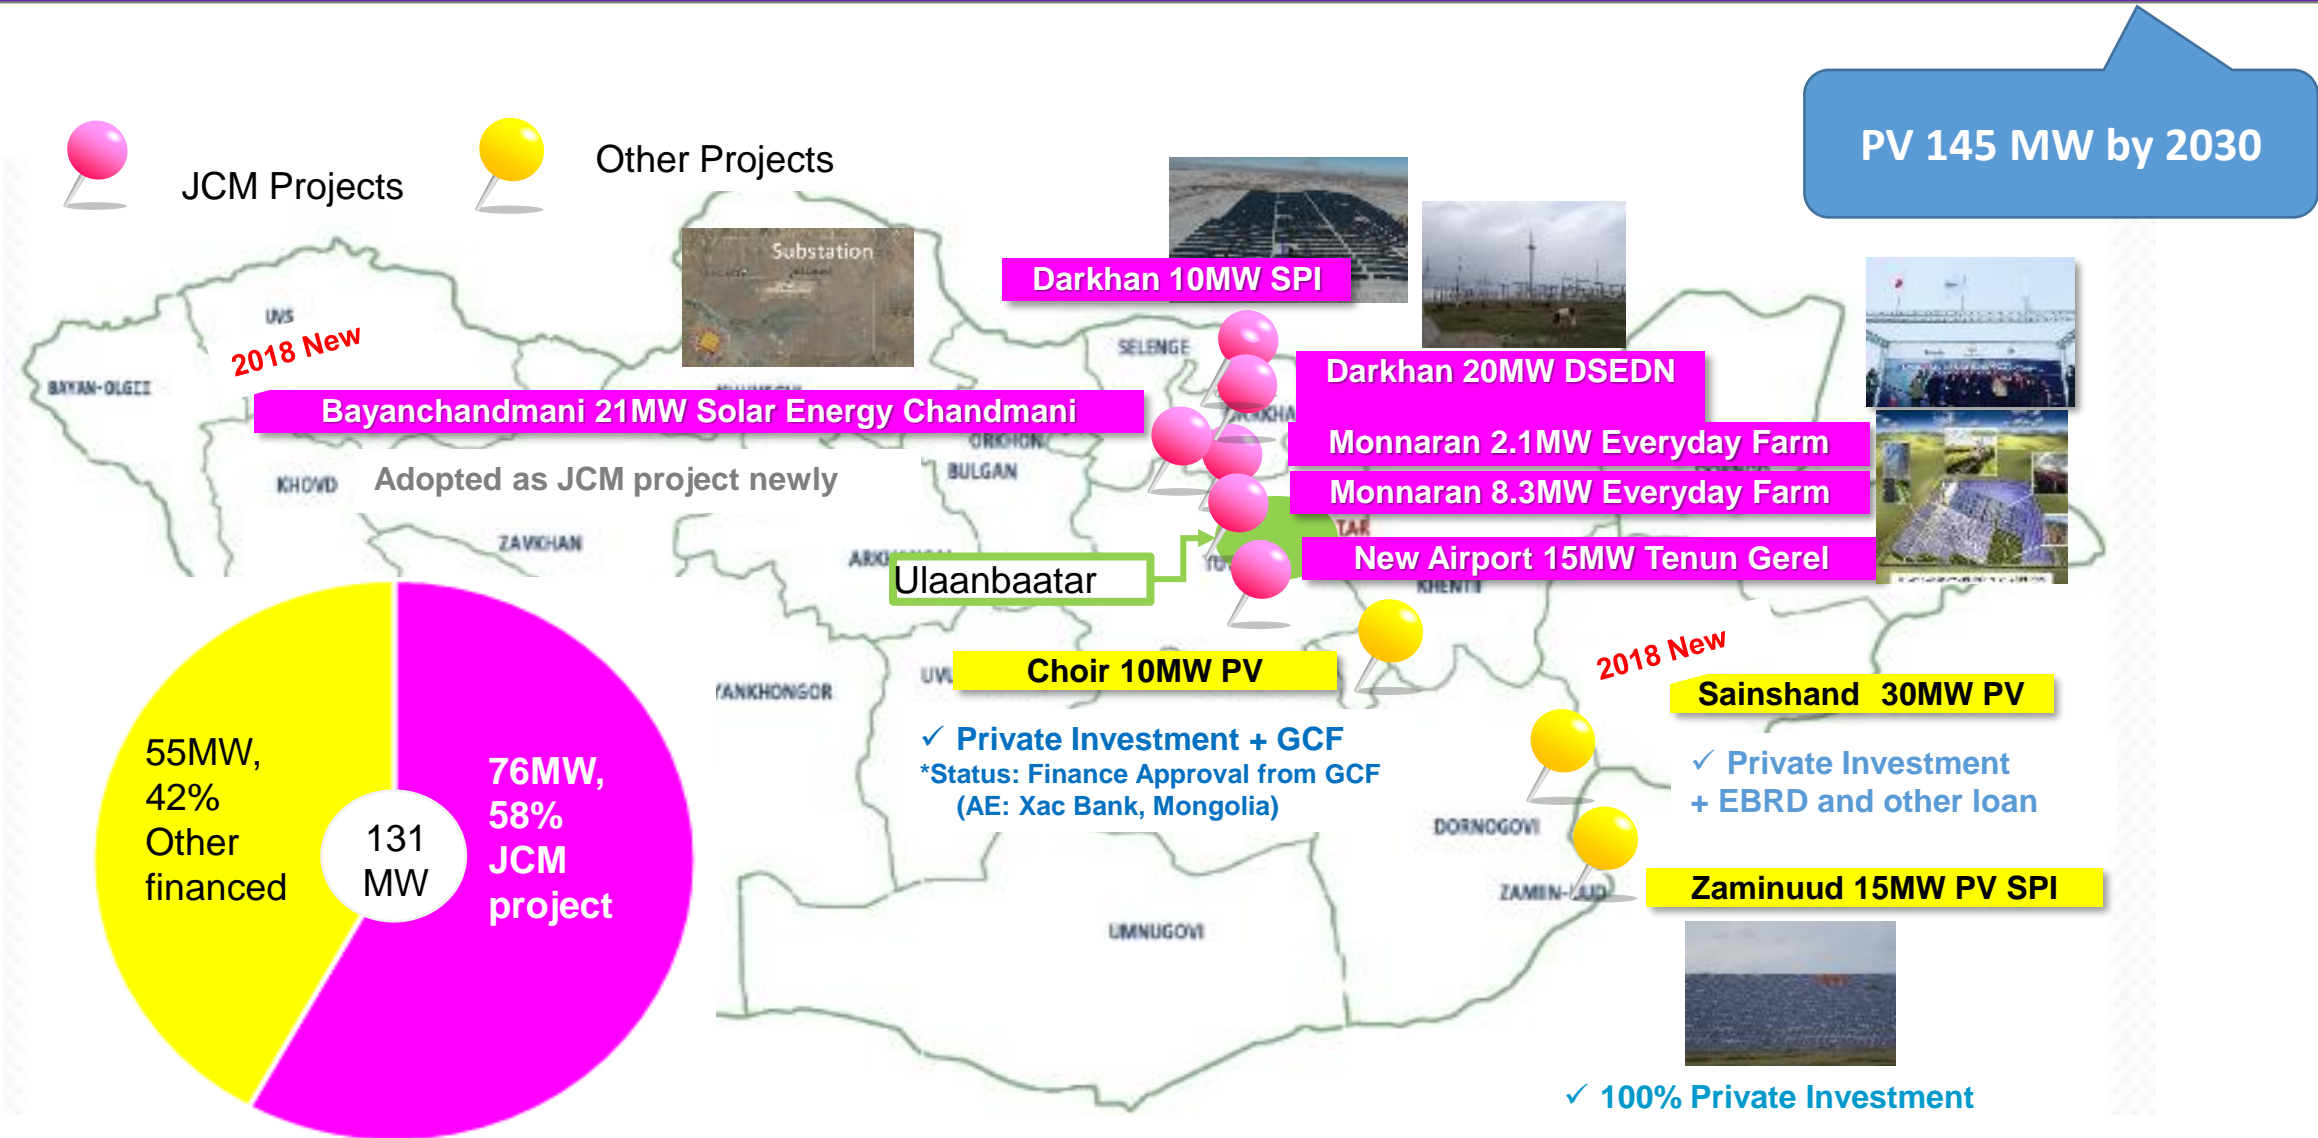 PV 145 MW by 2030
JCM Projects
Other Projects
Substation
Darkhan 10MW SPI
UVS
2018 New
SELENGE
BAYAN-OLGII
Darkhan 20MW DSEDN
Bayanchandmani 21MW Solar Energy Chandmani
Monnaran 2.1MW Everyday Farm
ORKHON
BULGAN
KHOVD
Adopted as JCM project newly
Monnaran 8.3MW Everyday Farm
ZAVKHAN
New Airport 15MW Tenun Gerel
Ulaanbaatar
KHENTII
2018 New
Choir 10MW PV
Sainshand 30MW PV
✓ Private Investment + GCF
*Status: Finance Approval from GCF
(AE: Xac Bank, Mongolia)
✓ Private Investment
+ EBRD and other loan
55MW,
42%
Other
financed
131
MW
76MW,
58%
JCM
project
DORNOGOVI
Zaminuud 15MW PV SPI
UMNUGOVI
✓ 100% Private Investment